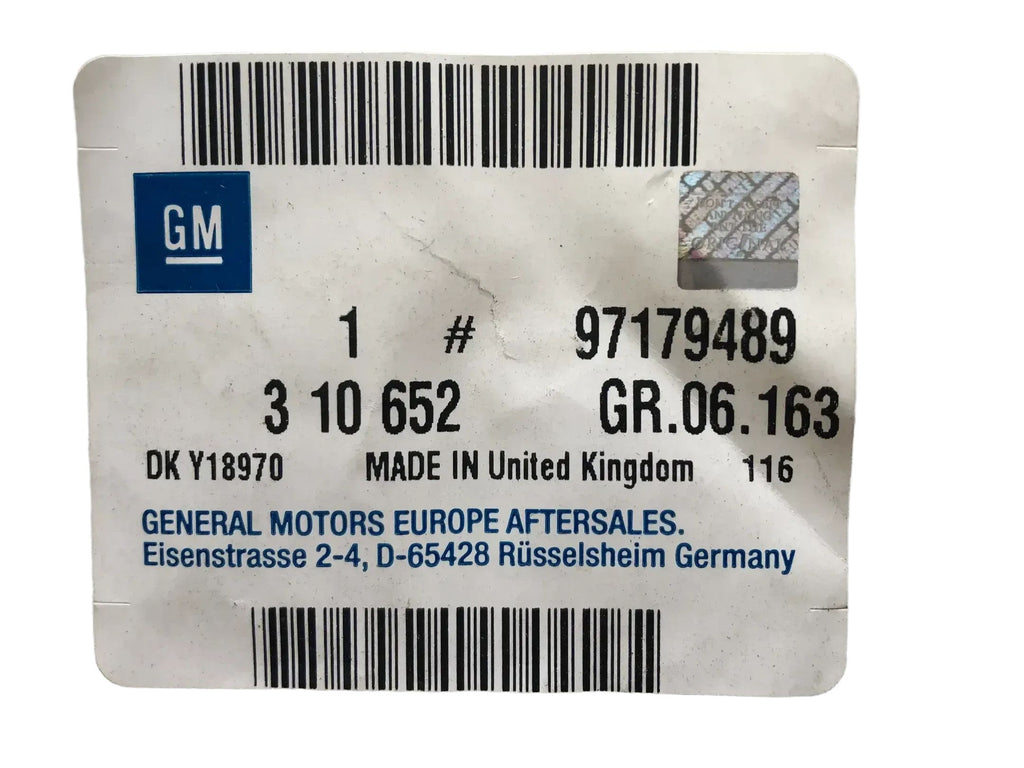 GM
ORIGINAL
1 # 97179489
3 10 652 GR.06.163
DK Y18970 MADE IN United Kingdom 116
GENERAL MOTORS EUROPE AFTERSALES.
Eisenstrasse 2-4, D-65428 Rüsselsheim Germany